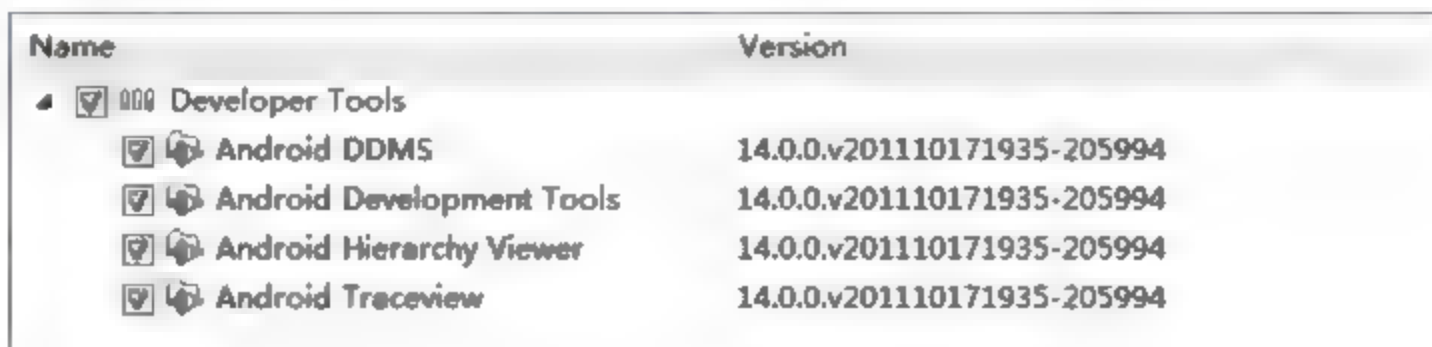 Name Version
Developer Tools
Android DDMS 14.0.0.v201110171935-205994
Android Development Tools 14.0.0.v201110171935-205994
Android Hierarchy Viewer 14.0.0.v201110171935-205994
Android Traceview 14.0.0.v201110171935-205994